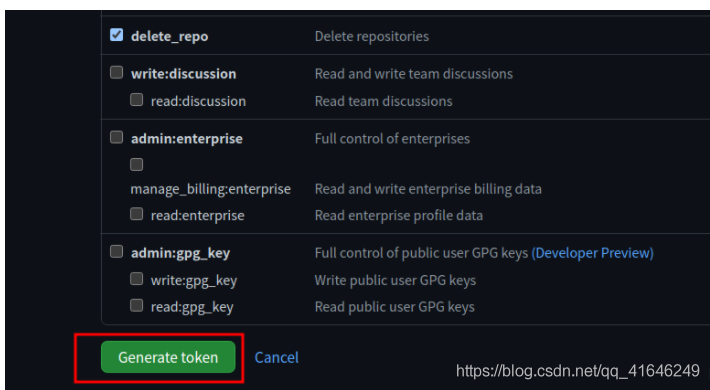 delete_repo Delete repositories
write:discussion Read and write team discussions
read:discussion Read team discussions
admin:enterprise Full control of enterprises
manage_billing:enterprise Read and write enterprise billing data
read:enterprise Read enterprise profile data
admin:gpg_key Full control of public user GPG keys (Developer Preview)
write:gpg_key Write public user GPG keys
read:gpg_key Read public user GPG keys
Generate token Cancel
https://blog.csdn.net/qq_41646249